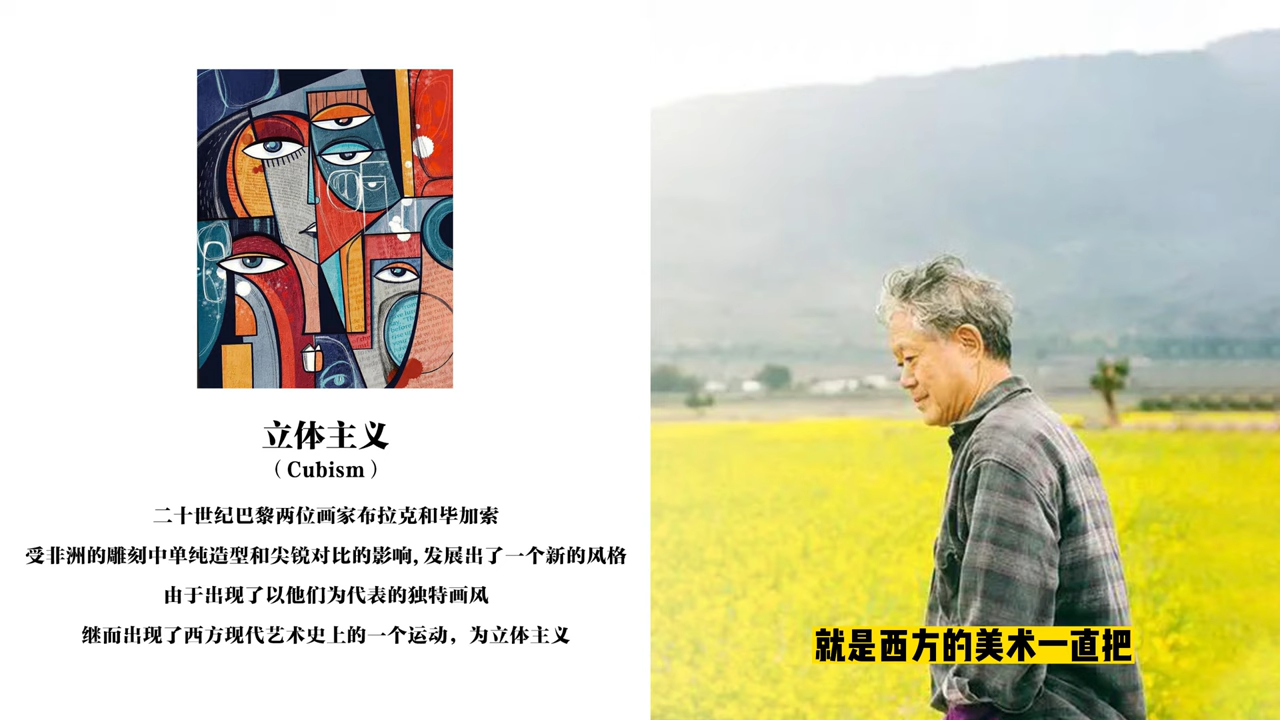 立体主义
（Cubism）
二十世纪巴黎两位画家布拉克和毕加索
受非洲的雕刻中单纯造型和尖锐对比的影响,发展出了一个新的风格
由于出现了以他们为代表的独特画风
继而出现了西方现代艺术史上的一个运动，为立体主义
就是西方的美术一直把